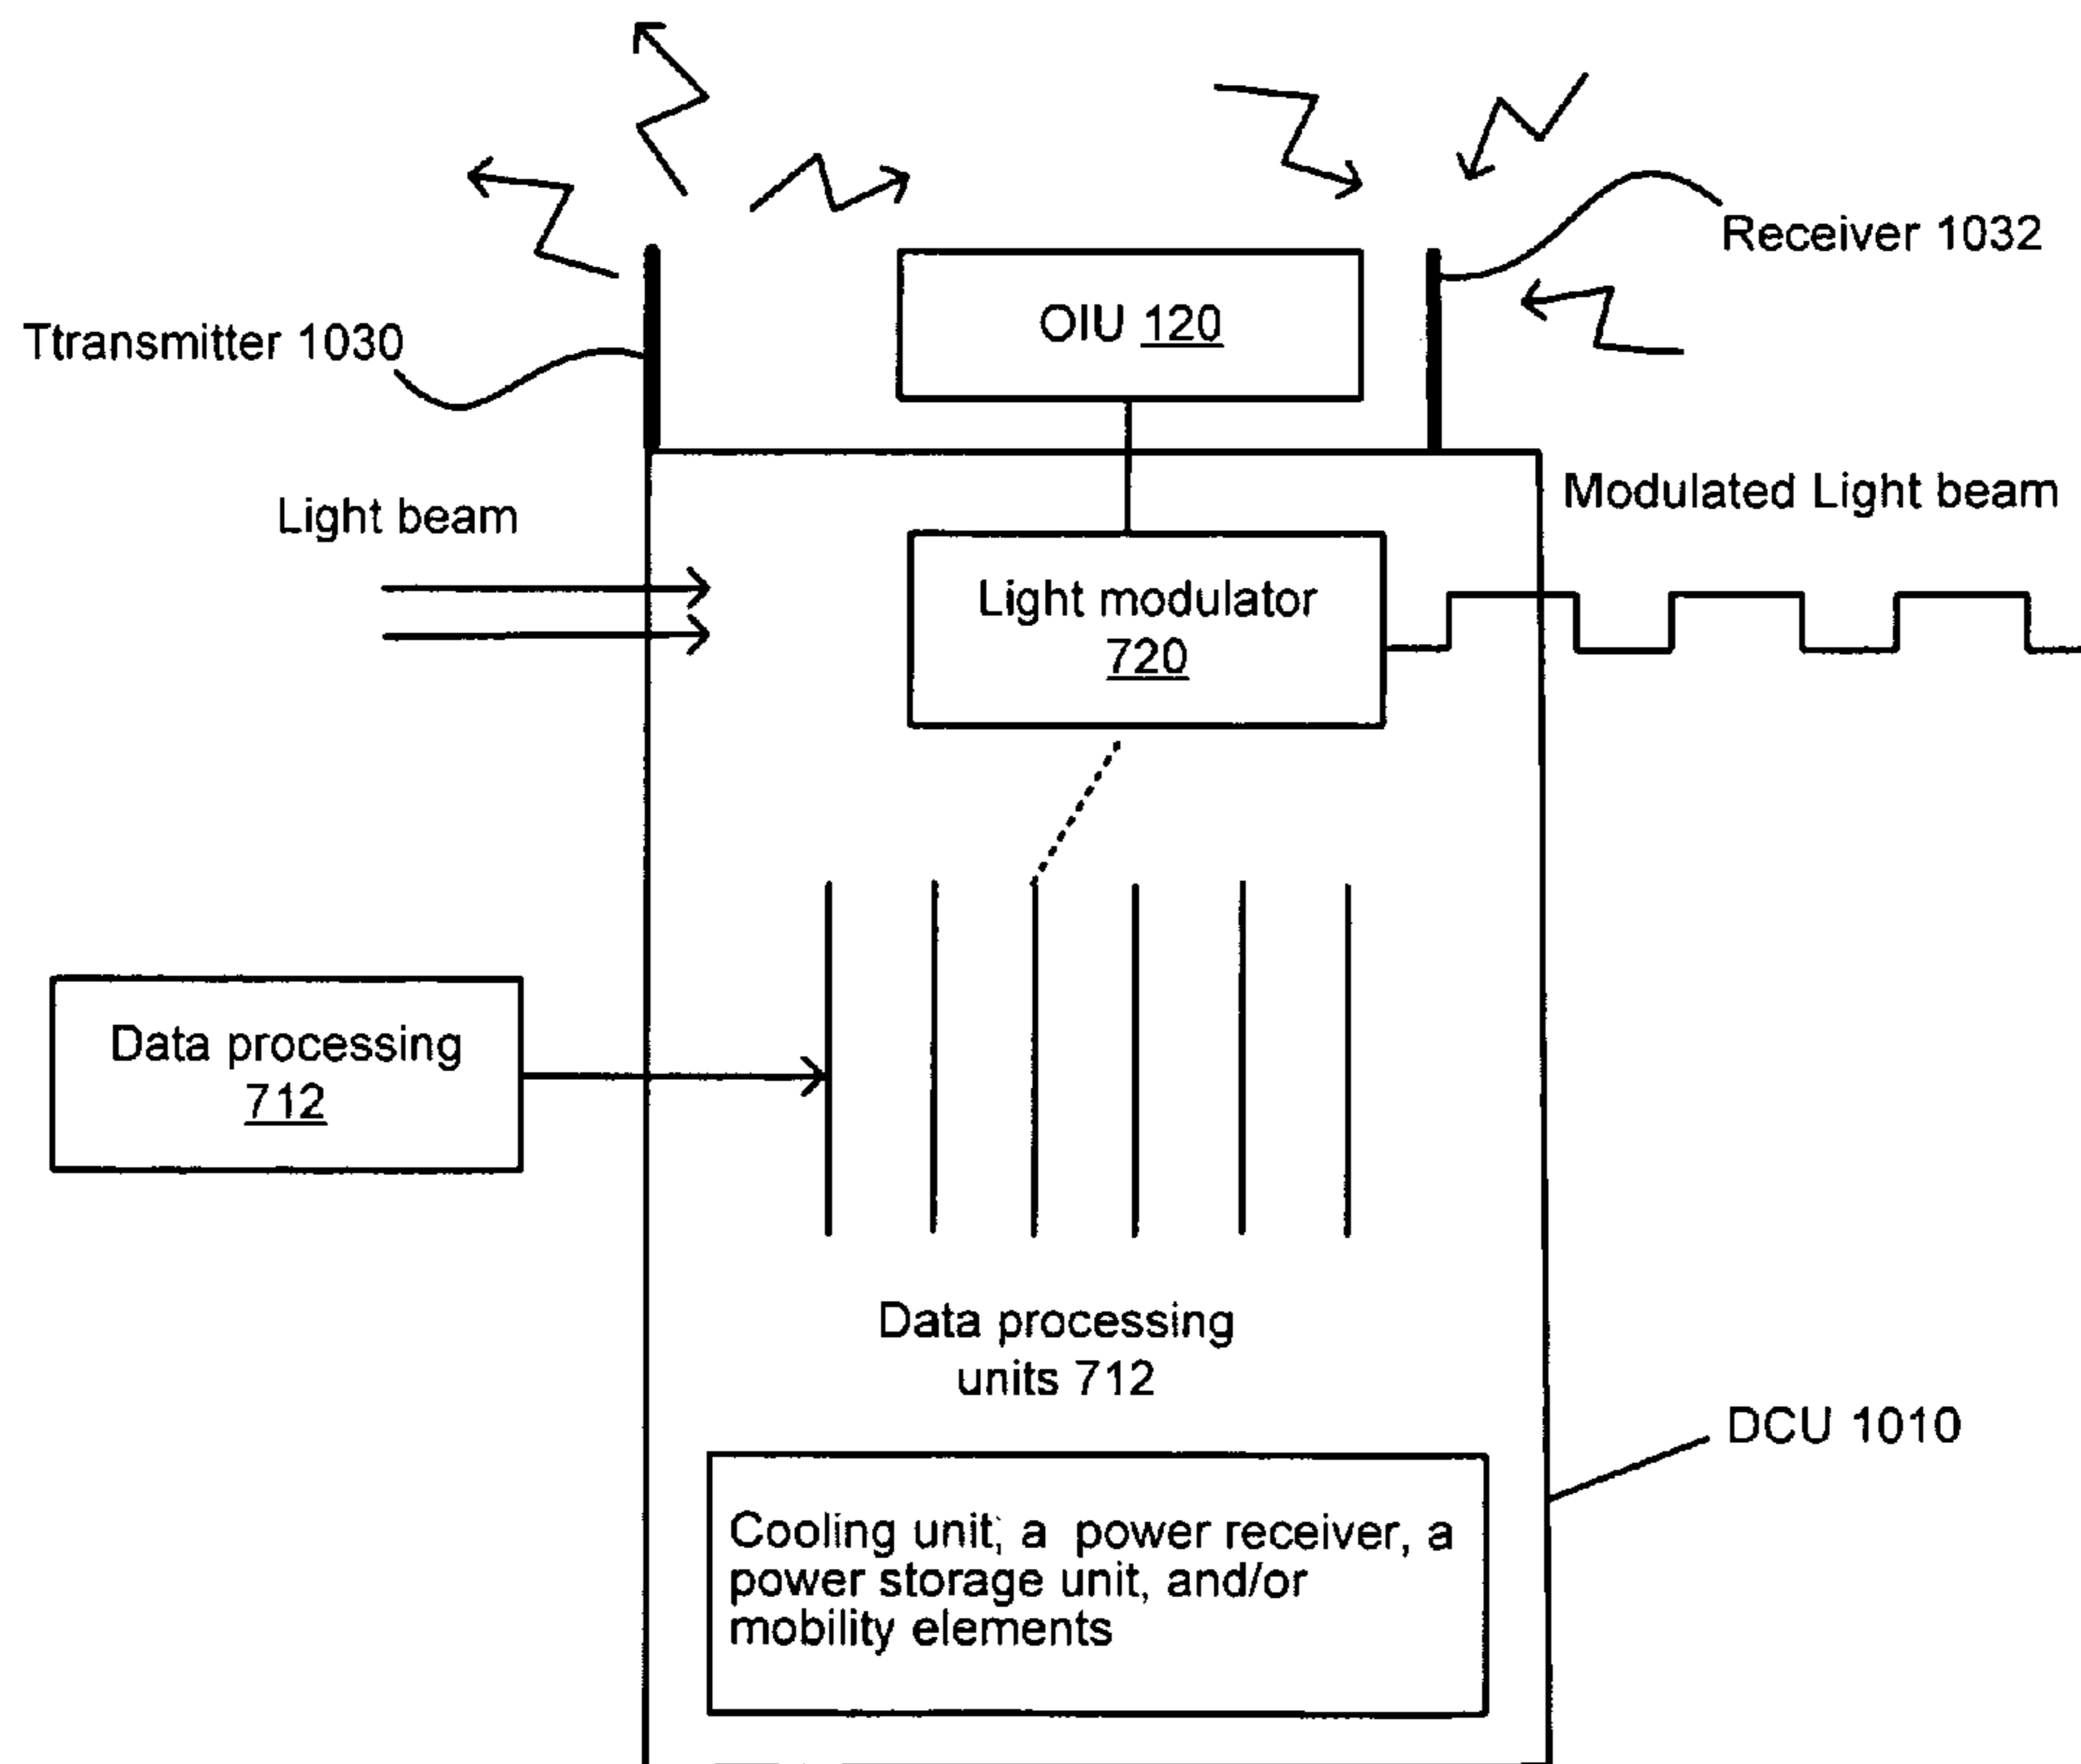 Receiver 1032
OIU 120
Ttransmitter 1030
Light beam
Modulated Light beam
Light modulator
720
Data processing
712
Data processing
units 712
DCU 1010
Cooling unit; a power receiver, a
power storage unit, and/or
mobility elements